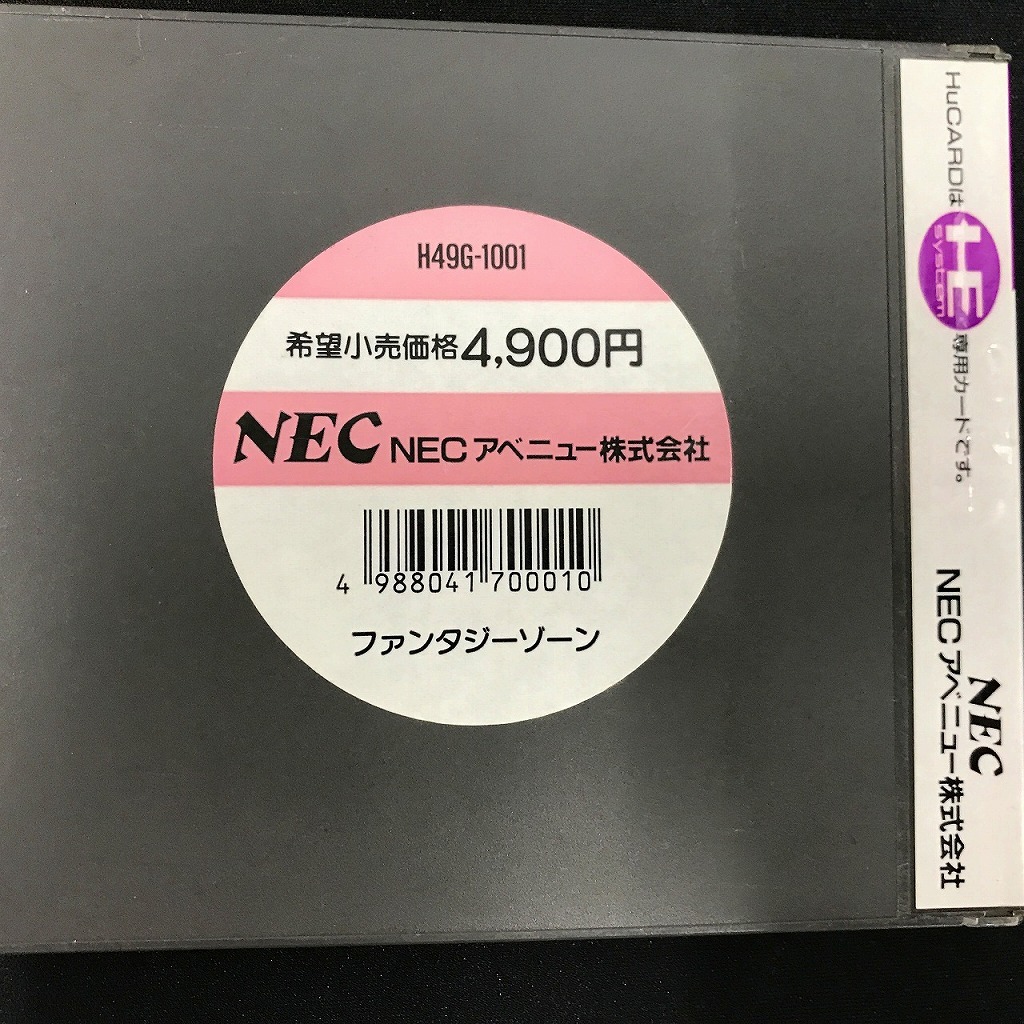 H49G-1001
希望小売価格4,900円
NEC NECアベニュー株式会社
4 988041 700010
ファンタジーゾーン
HuCARDは HE system 専用カードです。
NEC
NECアベニュー株式会社